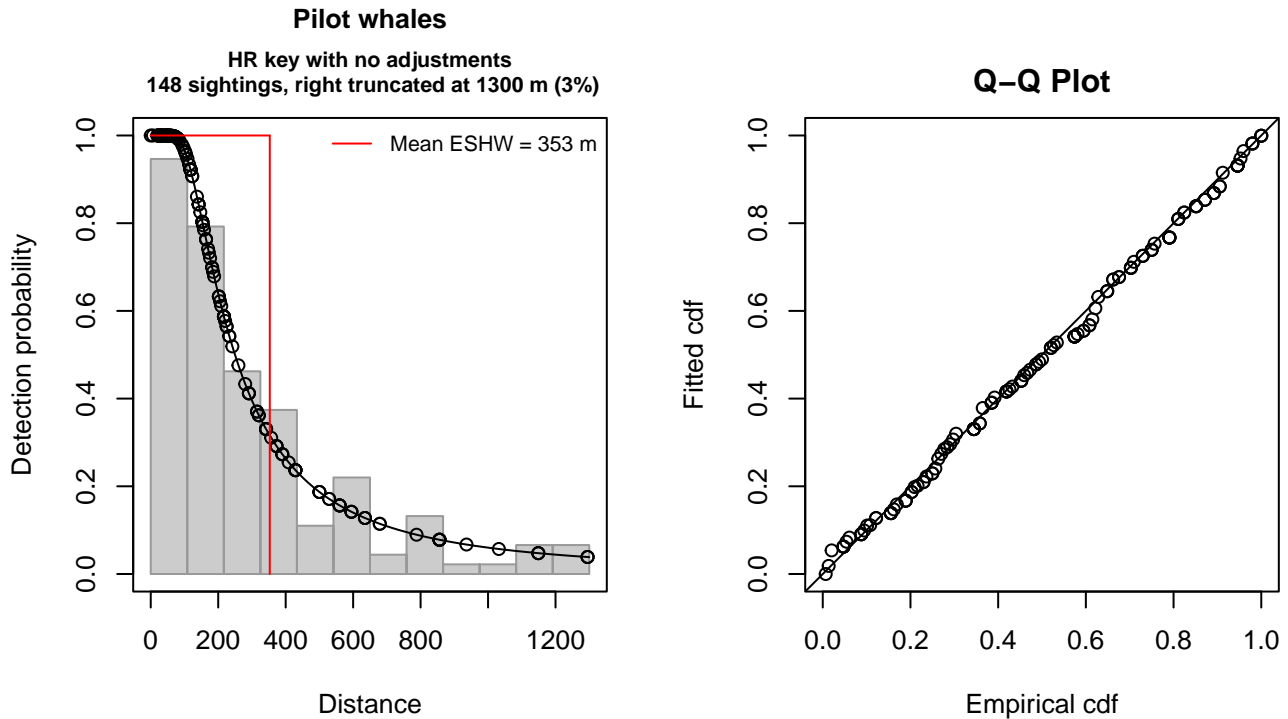 Pilot whales
HR key with no adjustments
148 sightings, right truncated at 1300 m (3%)
Mean ESHW = 353 m
Detection probability
0.0 0.2 0.4 0.6 0.8 1.0
0 200 400 600 800 1200
Distance
Q−Q Plot
Fitted cdf
0.0 0.2 0.4 0.6 0.8 1.0
0.0 0.2 0.4 0.6 0.8 1.0
Empirical cdf